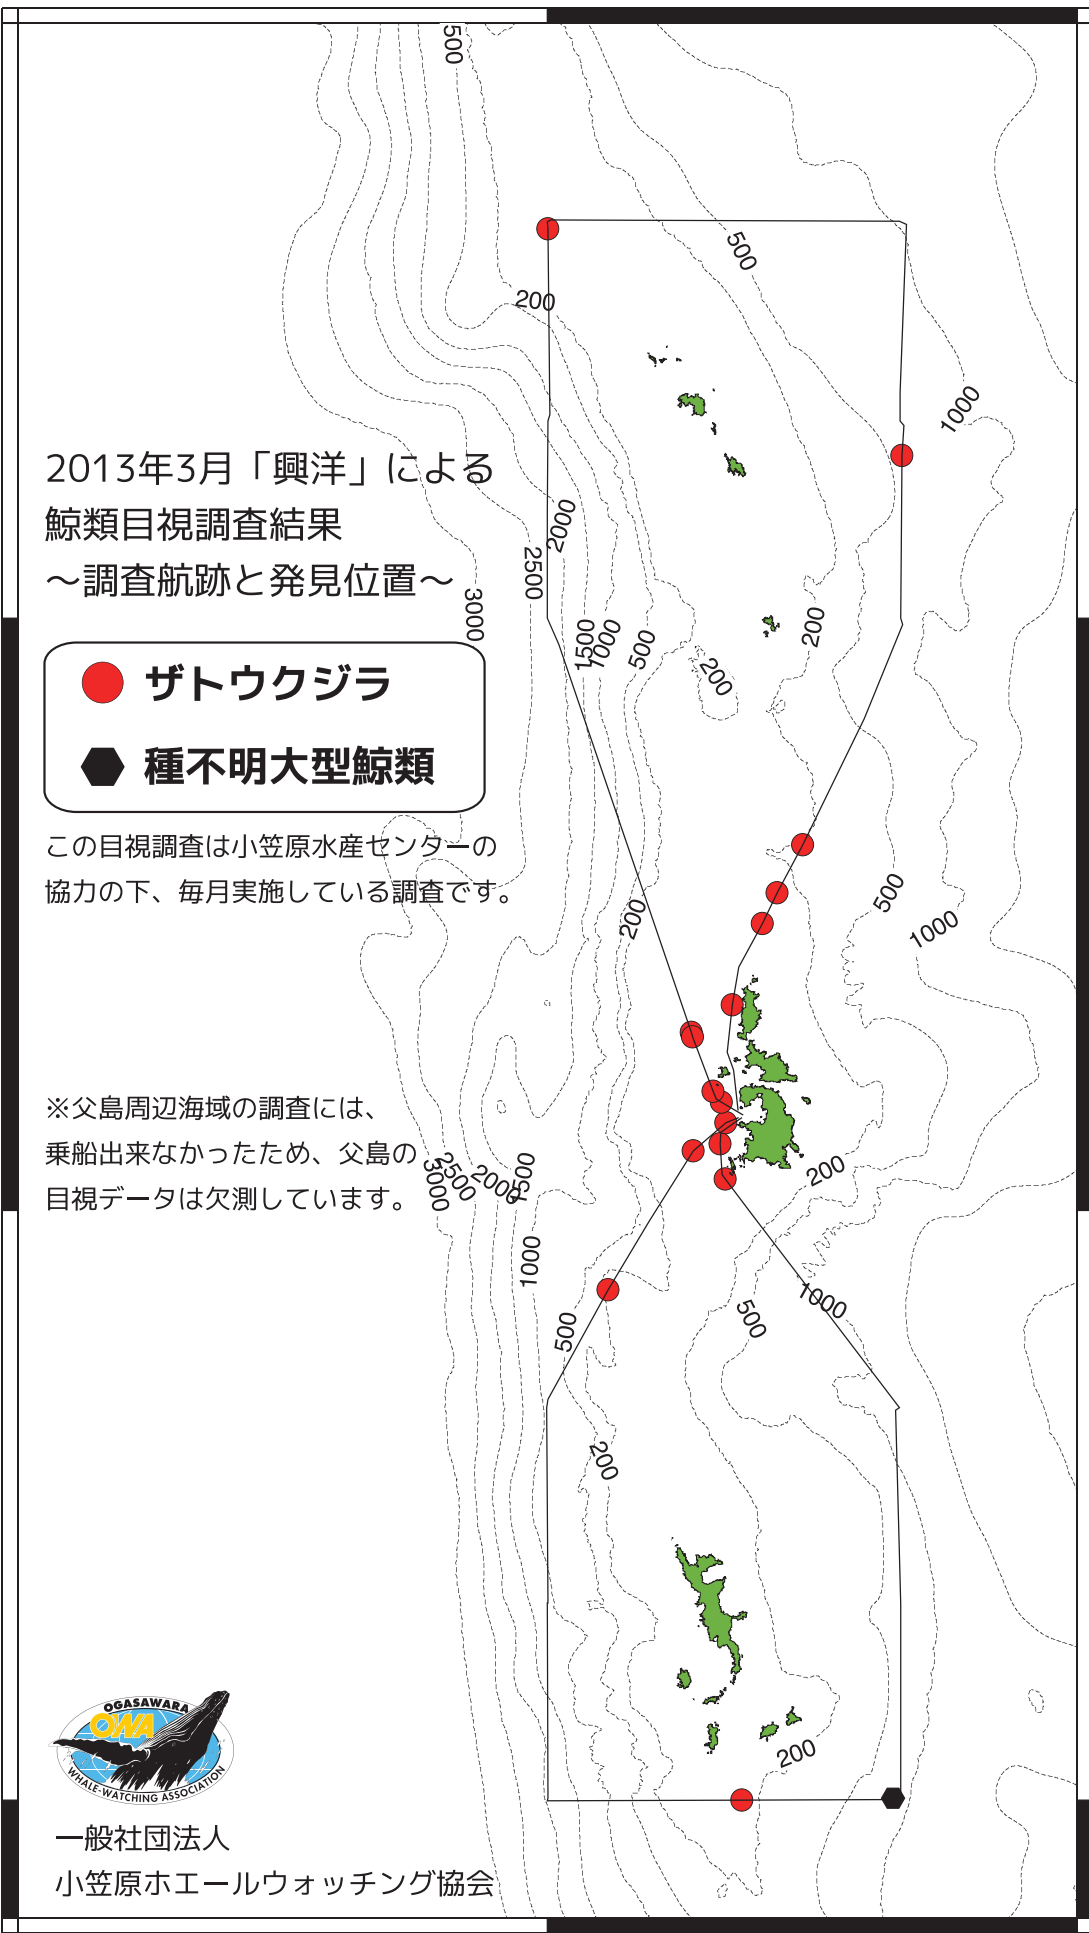 500
500
200
1000
2013年3月「興洋」による
鯨類目視調査結果
～調査航跡と発見位置～
2000
2500
3000
1500
1000
500
200
200
ザトウクジラ
種不明大型鯨類
この目視調査は小笠原水産センターの
協力の下、毎月実施している調査です。
200
500
1000
※父島周辺海域の調査には、
乗船出来なかったため、父島の
目視データは欠測しています。
3000
2500
2000
1500
200
1000
500
500
1000
200
200
OGASAWARA
OWA
WHALE-WATCHING ASSOCIATION
一般社団法人
小笠原ホエールウォッチング協会